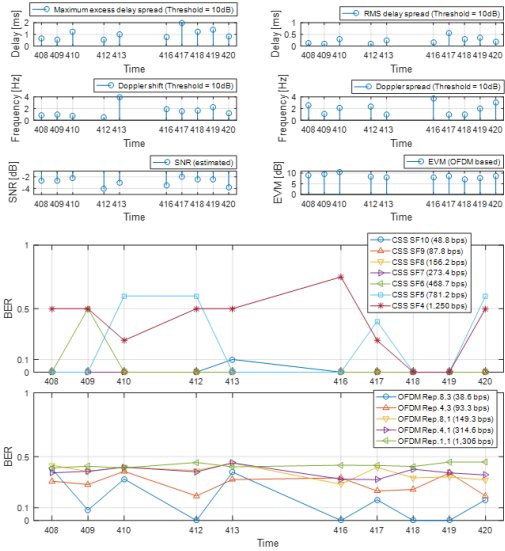 Maximum excess delay spread (Threshold = 10dB)
Delay [ms]
2
1
0
408 409 410 412 413 416 417 418 419 420
Time
RMS delay spread (Threshold = 10dB)
Delay [ms]
1
0.5
0
408 409 410 412 413 416 417 418 419 420
Time
Doppler shift (Threshold = 10dB)
Frequency [Hz]
4
2
0
408 409 410 412 413 416 417 418 419 420
Time
Doppler spread (Threshold = 10dB)
Frequency [Hz]
4
2
0
408 409 410 412 413 416 417 418 419 420
Time
SNR (estimated)
SNR [dB]
-2
-4
408 409 410 412 413 416 417 418 419 420
Time
EVM (OFDM based)
EVM [dB]
10
5
0
408 409 410 412 413 416 417 418 419 420
Time
CSS SF10 (48.8 bps)
CSS SF9 (87.8 bps)
CSS SF8 (156.2 bps)
CSS SF7 (273.4 bps)
CSS SF6 (468.7 bps)
CSS SF5 (781.2 bps)
CSS SF4 (1,250 bps)
BER
1
0.5
0.1
0
408 409 410 412 413 416 417 418 419 420
OFDM Rep.8,3 (38.6 bps)
OFDM Rep.4,3 (93.3 bps)
OFDM Rep.8,1 (149.3 bps)
OFDM Rep.4,1 (314.6 bps)
OFDM Rep.1,1 (1,306 bps)
BER
1
0.5
0.1
0
408 409 410 412 413 416 417 418 419 420
Time